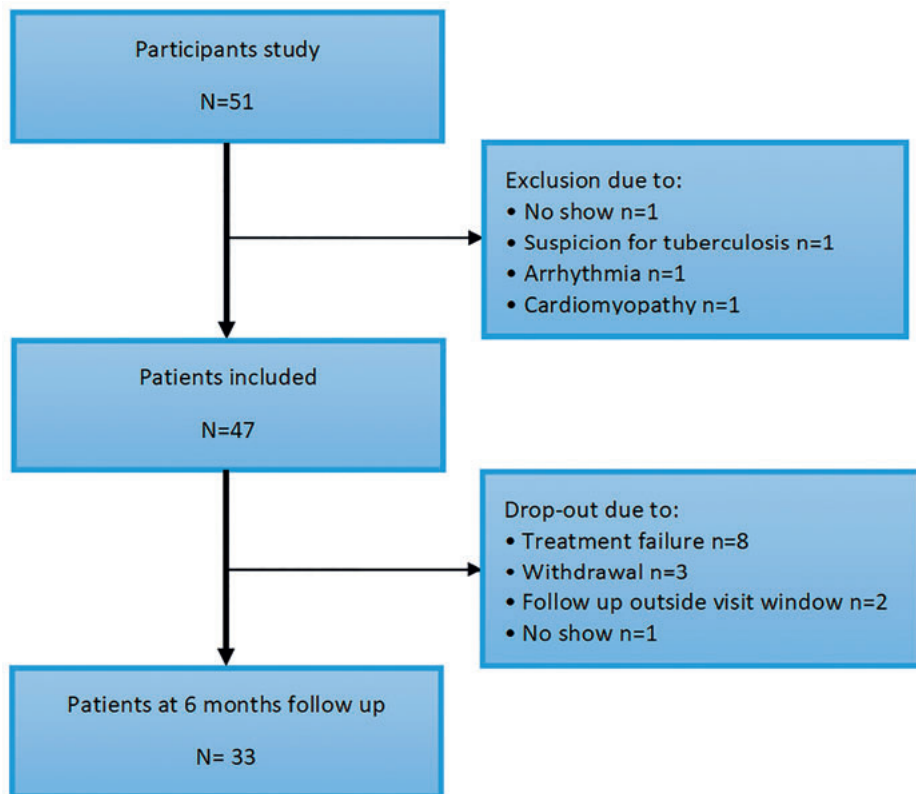 Participants study
N=51
Exclusion due to:
• No show n=1
• Suspicion for tuberculosis n=1
• Arrhythmia n=1
• Cardiomyopathy n=1
Patients included
N=47
Drop-out due to:
• Treatment failure n=8
• Withdrawal n=3
• Follow up outside visit window n=2
• No show n=1
Patients at 6 months follow up
N= 33